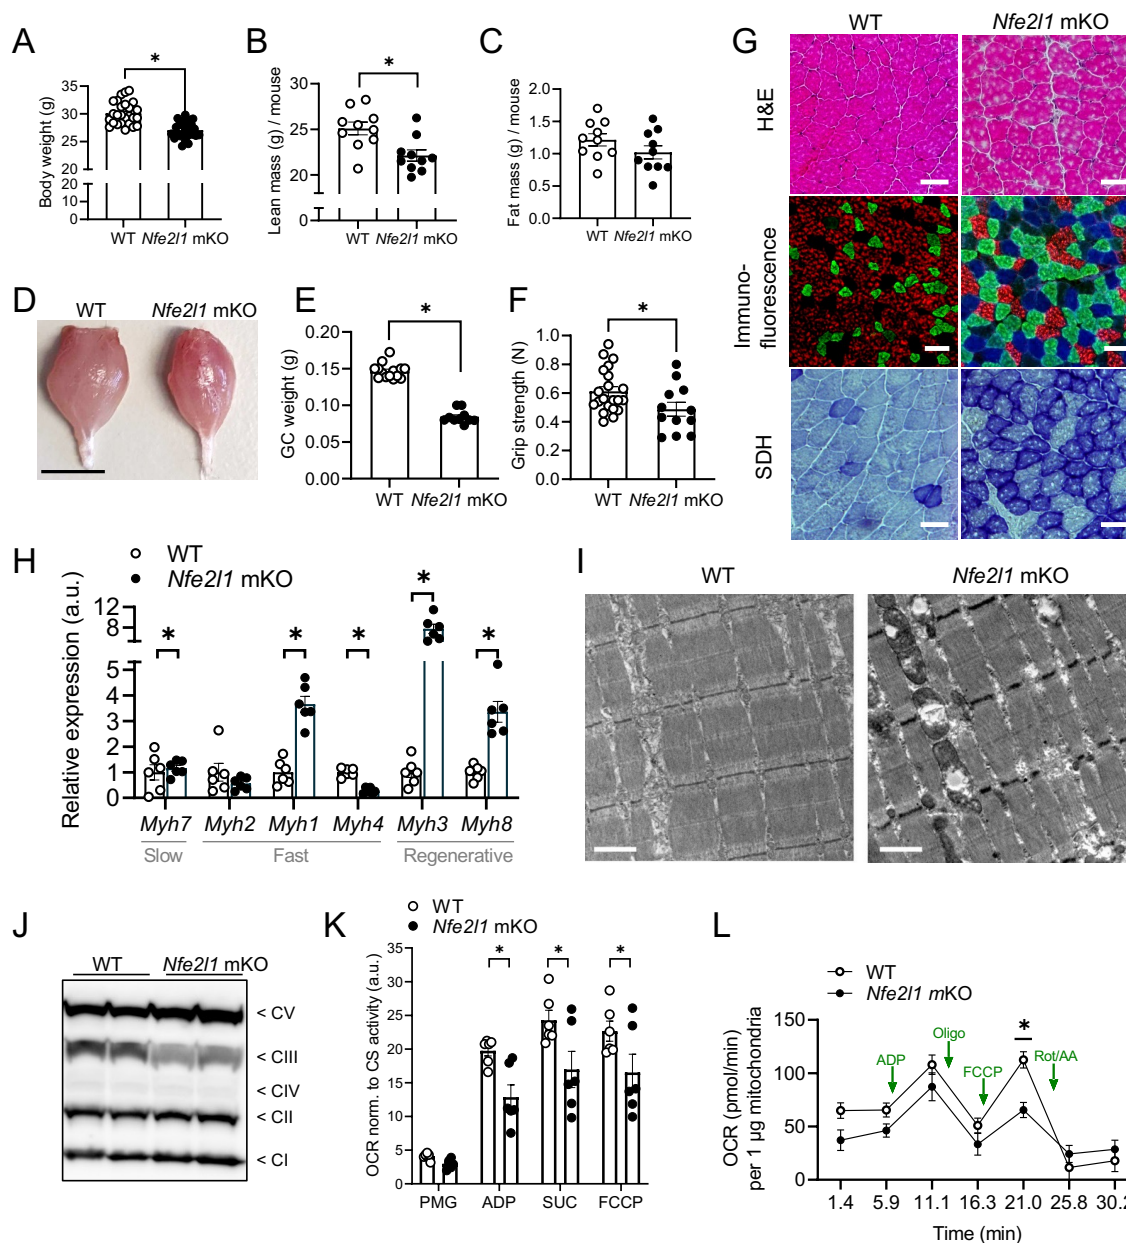 A
Body weight (g)
35
30
25
20
20
10
0
*
WT Nfe2l1 mKO
B
Lean mass (g) / mouse
30
25
20
0
*
WT Nfe2l1 mKO
C
Fat mass (g) / mouse
2.0
1.5
1.0
0.5
0.0
WT Nfe2l1 mKO
D
WT Nfe2l1 mKO
E
GC weight (g)
0.20
0.15
0.10
0.05
0.00
*
WT Nfe2l1 mKO
F
Grip strength (N)
1.0
0.8
0.6
0.4
0.2
0.0
*
WT Nfe2l1 mKO
G
WT Nfe2l1 mKO
H&E
Immuno-
fluorescence
SDH
H
WT
Nfe2l1 mKO
Relative expression (a.u.)
12
8
5
4
3
2
1
0
* * * * *
Myh7 Myh2 Myh1 Myh4 Myh3 Myh8
Slow Fast Regenerative
I
WT Nfe2l1 mKO
J
WT Nfe2l1 mKO
< CV
< CIII
< CIV
< CII
< CI
K
WT
Nfe2l1 mKO
OCR norm. to CS activity (a.u.)
35
30
25
20
15
10
5
0
* * *
PMG ADP SUC FCCP
L
WT
Nfe2l1 mKO
OCR (pmol/min)
per 1 µg mitochondria
150
100
50
0
ADP
Oligo
FCCP
*
Rot/AA
1.4 5.9 11.1 16.3 21.0 25.8 30.2
Time (min)